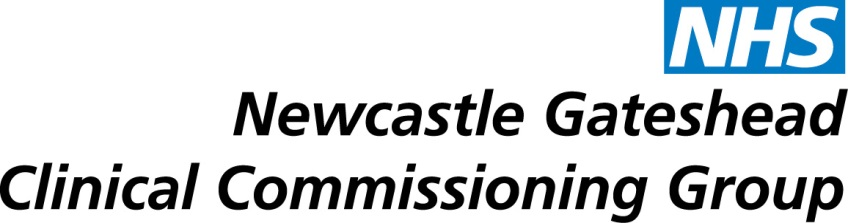 NHS
Newcastle Gateshead
Clinical Commissioning Group